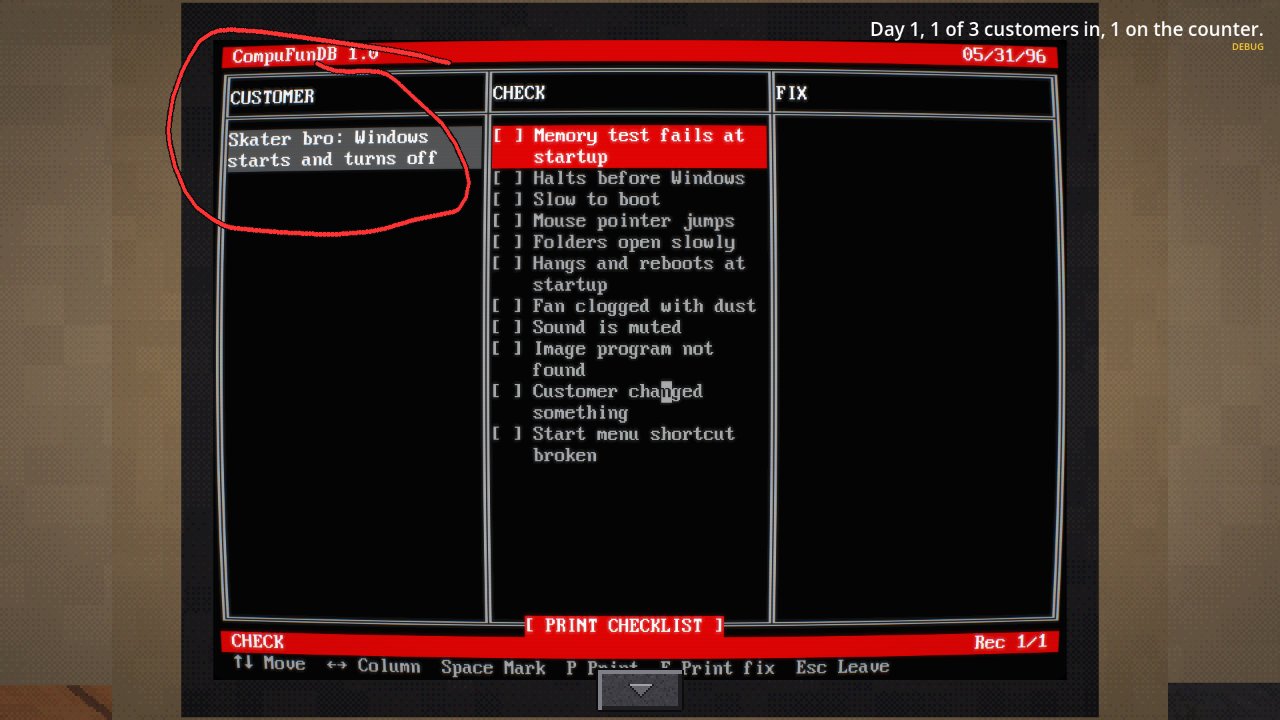 Day 1, 1 of 3 customers in, 1 on the counter.
DEBUG
CompuFunDB 1.0
05/31/96
CUSTOMER
CHECK
FIX
Skater bro: Windows
starts and turns off
[ ] Memory test fails at
startup
[ ] Halts before Windows
[ ] Slow to boot
[ ] Mouse pointer jumps
[ ] Folders open slowly
[ ] Hangs and reboots at
startup
[ ] Fan clogged with dust
[ ] Sound is muted
[ ] Image program not
found
[ ] Customer changed
something
[ ] Start menu shortcut
broken
[ PRINT CHECKLIST ]
CHECK
Rec 1/1
↑↓ Move ↔ Column Space Mark P Print F Print fix Esc Leave